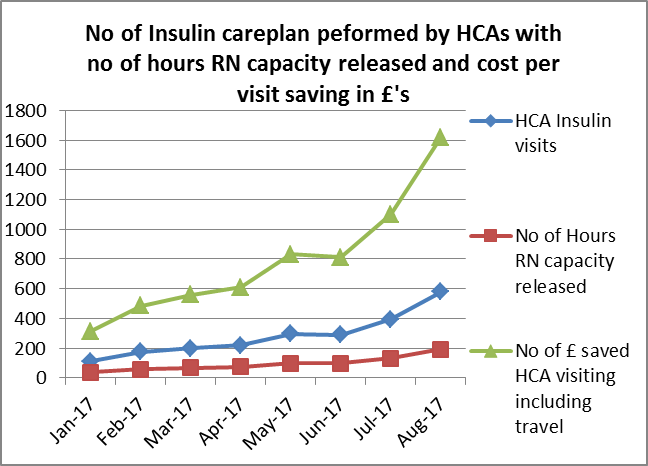 No of Insulin careplan peformed by HCAs with
no of hours RN capacity released and cost per
visit saving in £'s
1800
1600
1400
1200
1000
800
600
400
200
0
Jan-17
Feb-17
Mar-17
Apr-17
May-17
Jun-17
Jul-17
Aug-17
HCA Insulin
visits
No of Hours
RN capacity
released
No of £ saved
HCA visiting
including
travel